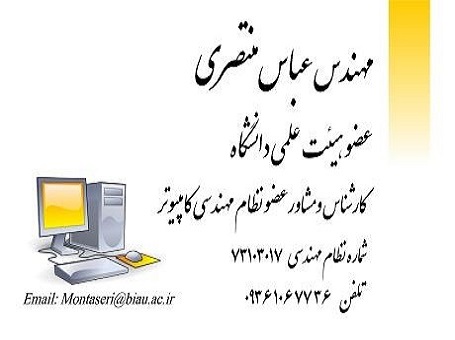 مهندس عباس منتصری
عضو هیئت علمی دانشگاه
کارشناس و مشاور عضو نظام مهندسی کامپیوتر
شماره نظام مهندسی ۷۳۱۰۳۰۱۷
تلفن ۰۹۳۶۱۰۶۷۷۳۶
Email: Montaseri@biau.ac.ir